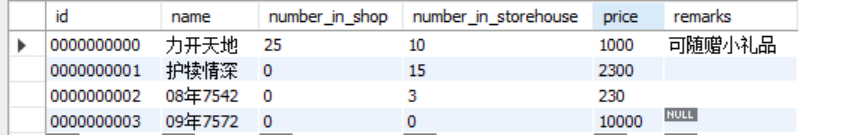 id name number_in_shop number_in_storehouse price remarks
0000000000 力开天地 25 10 1000 可随赠小礼品
0000000001 护犊情深 0 15 2300
0000000002 08年7542 0 3 230
0000000003 09年7572 0 0 10000 NULL